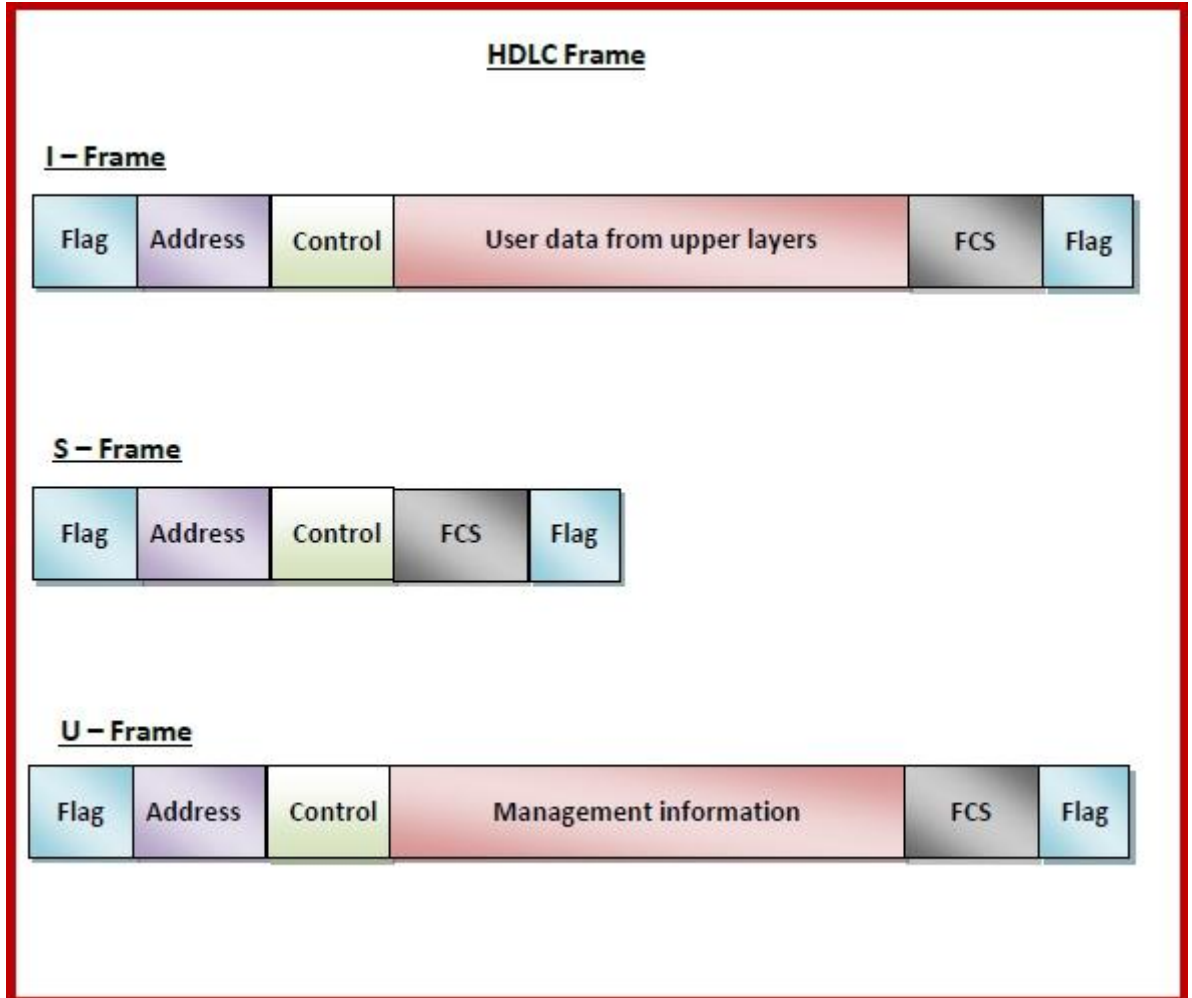 HDLC Frame
I – Frame
Flag Address Control User data from upper layers FCS Flag
S – Frame
Flag Address Control FCS Flag
U – Frame
Flag Address Control Management information FCS Flag